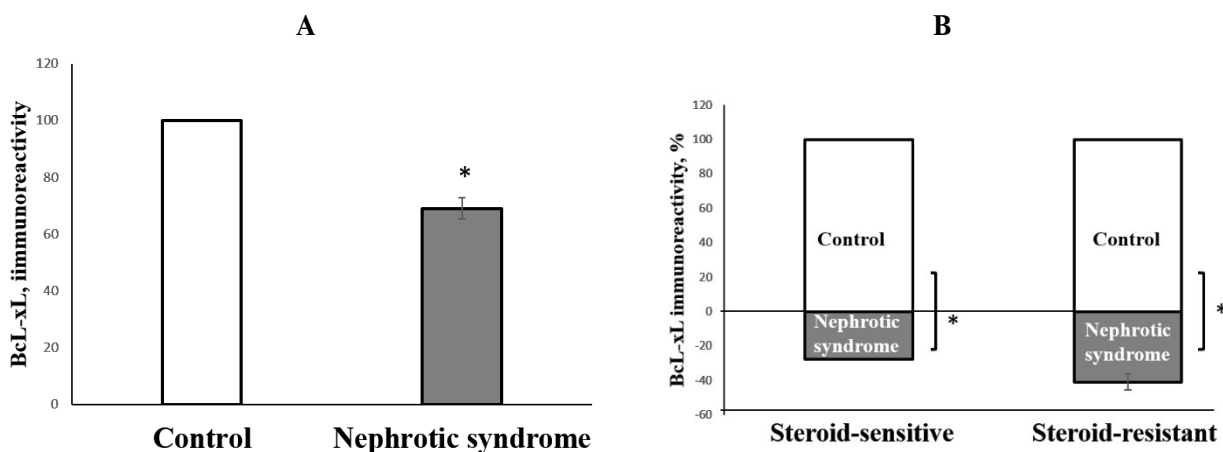 A
BcL-xL, iimmunoreactivity
120
100
80
60
40
20
0
*
Control
Nephrotic syndrome
B
BcL-xL immunoreactivity, %
120
100
80
60
40
20
0
-20
-40
-60
Control
Nephrotic
syndrome
*
Control
Nephrotic
syndrome
*
Steroid-sensitive
Steroid-resistant